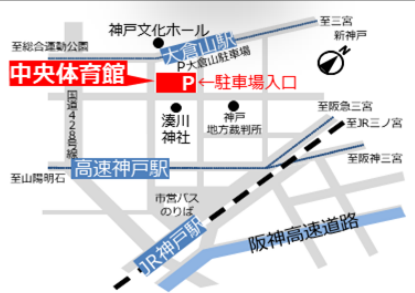 至三宮
神戸文化ホール
新神戸
至総合運動公園
大倉山駅
P大倉山駐車場
N
中央体育館
P
←駐車場入口
国道428号線
湊川
神社
神戸
地方裁判所
至阪急三宮
至JR三ノ宮
高速神戸駅
至阪神三宮
至山陽明石
市営バス
のりば
JR神戸駅
阪神高速道路